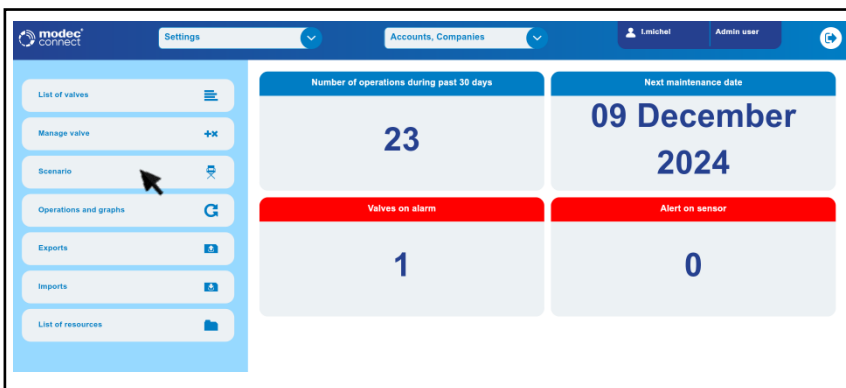 modec
connect
Settings
Accounts, Companies
l.michel
Admin user
List of valves
Manage valve
Scenario
Operations and graphs
Exports
Imports
List of resources
Number of operations during past 30 days
23
Next maintenance date
09 December
2024
Valves on alarm
1
Alert on sensor
0